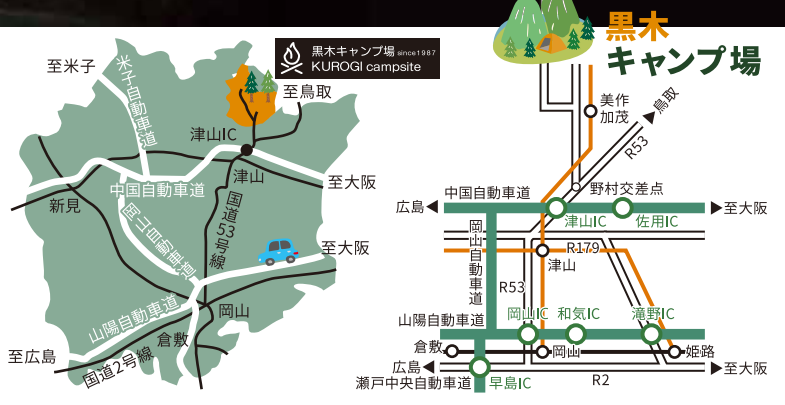 黒木キャンプ場 since1987
KUROGI campsite
至米子
米子自動車道
至鳥取
津山IC
津山
至大阪
中国自動車道
新見
岡山自動車道
国道53号線
至大阪
山陽自動車道
岡山
倉敷
至広島
国道2号線
黒木
キャンプ場
美作
加茂
鳥取
R53
野村交差点
中国自動車道
広島
至大阪
津山IC
佐用IC
岡山自動車道
R179
津山
R53
岡山IC
和気IC
滝野IC
山陽自動車道
倉敷
岡山
姫路
広島
至大阪
R2
瀬戸中央自動車道
早島IC